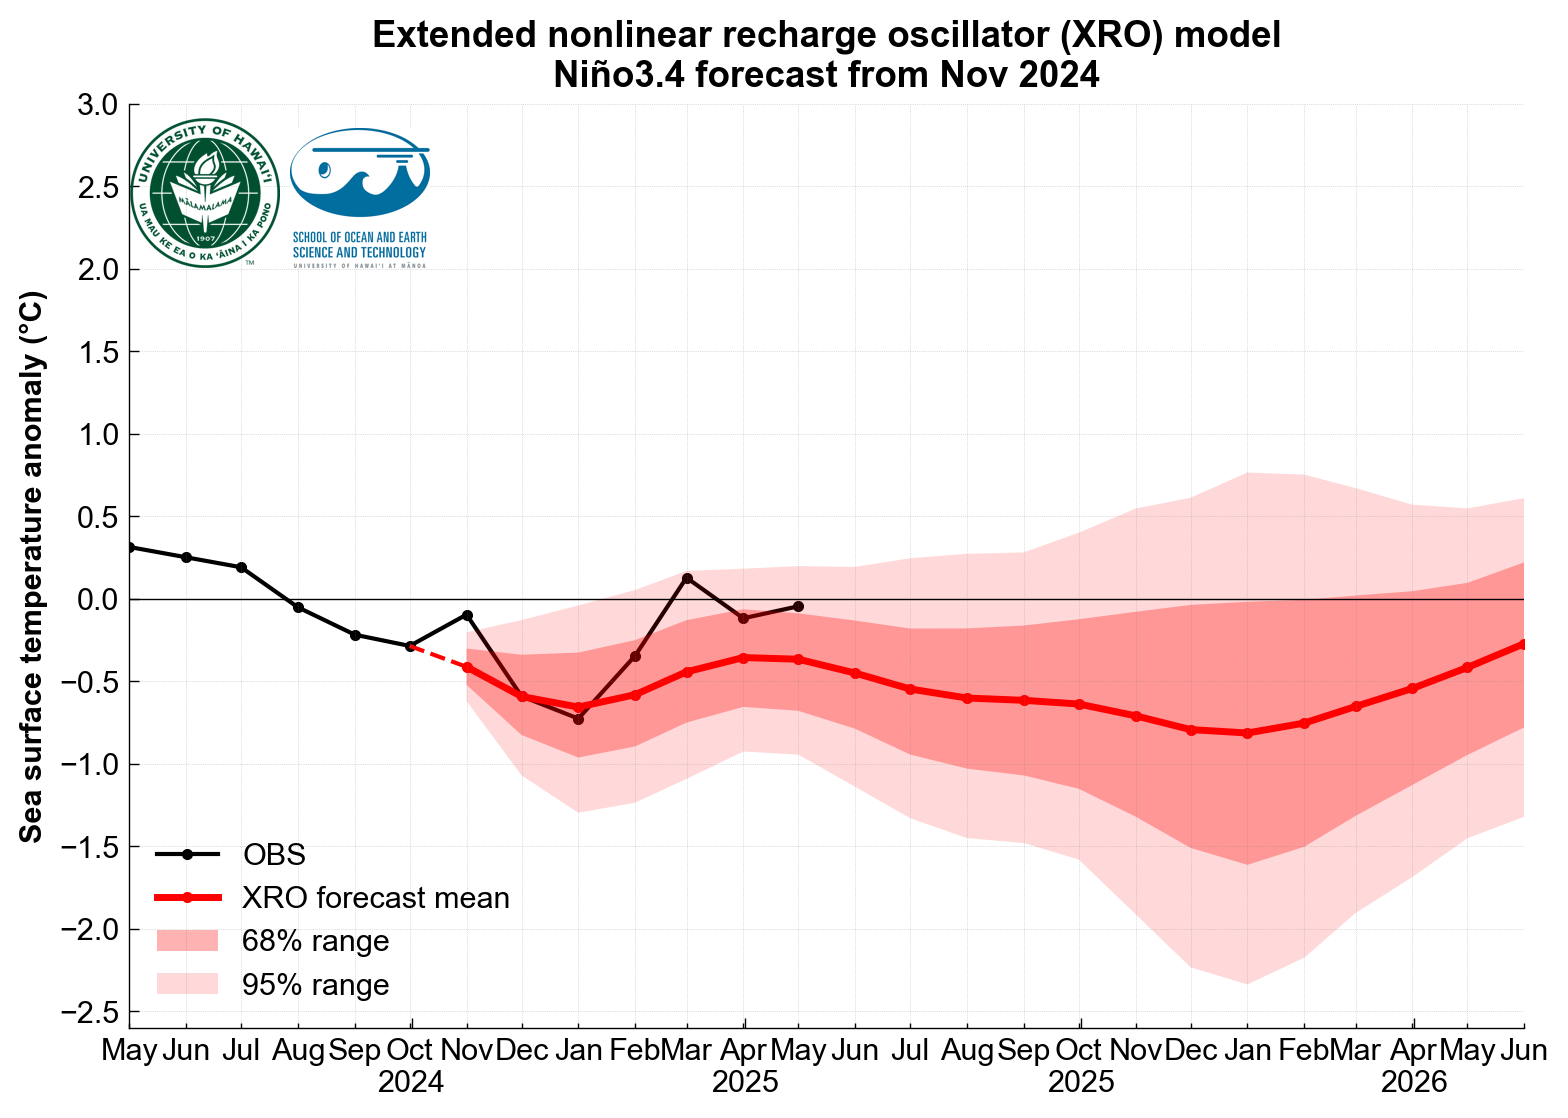 Extended nonlinear recharge oscillator (XRO) model
Niño3.4 forecast from Nov 2024
3.0
2.5
2.0
1.5
1.0
0.5
0.0
−0.5
−1.0
−1.5
−2.0
−2.5
Sea surface temperature anomaly (°C)
UNIVERSITY OF HAWAIʻI
MĀLAMALAMA
1907
UA MAU KE EA O KA ʻĀINA I KA PONO
TM
SCHOOL OF OCEAN AND EARTH
SCIENCE AND TECHNOLOGY
UNIVERSITY OF HAWAIʻI AT MĀNOA
OBS
XRO forecast mean
68% range
95% range
May Jun Jul Aug Sep Oct Nov Dec Jan Feb Mar Apr May Jun Jul Aug Sep Oct Nov Dec Jan Feb Mar Apr May Jun
2024 2025 2025 2026